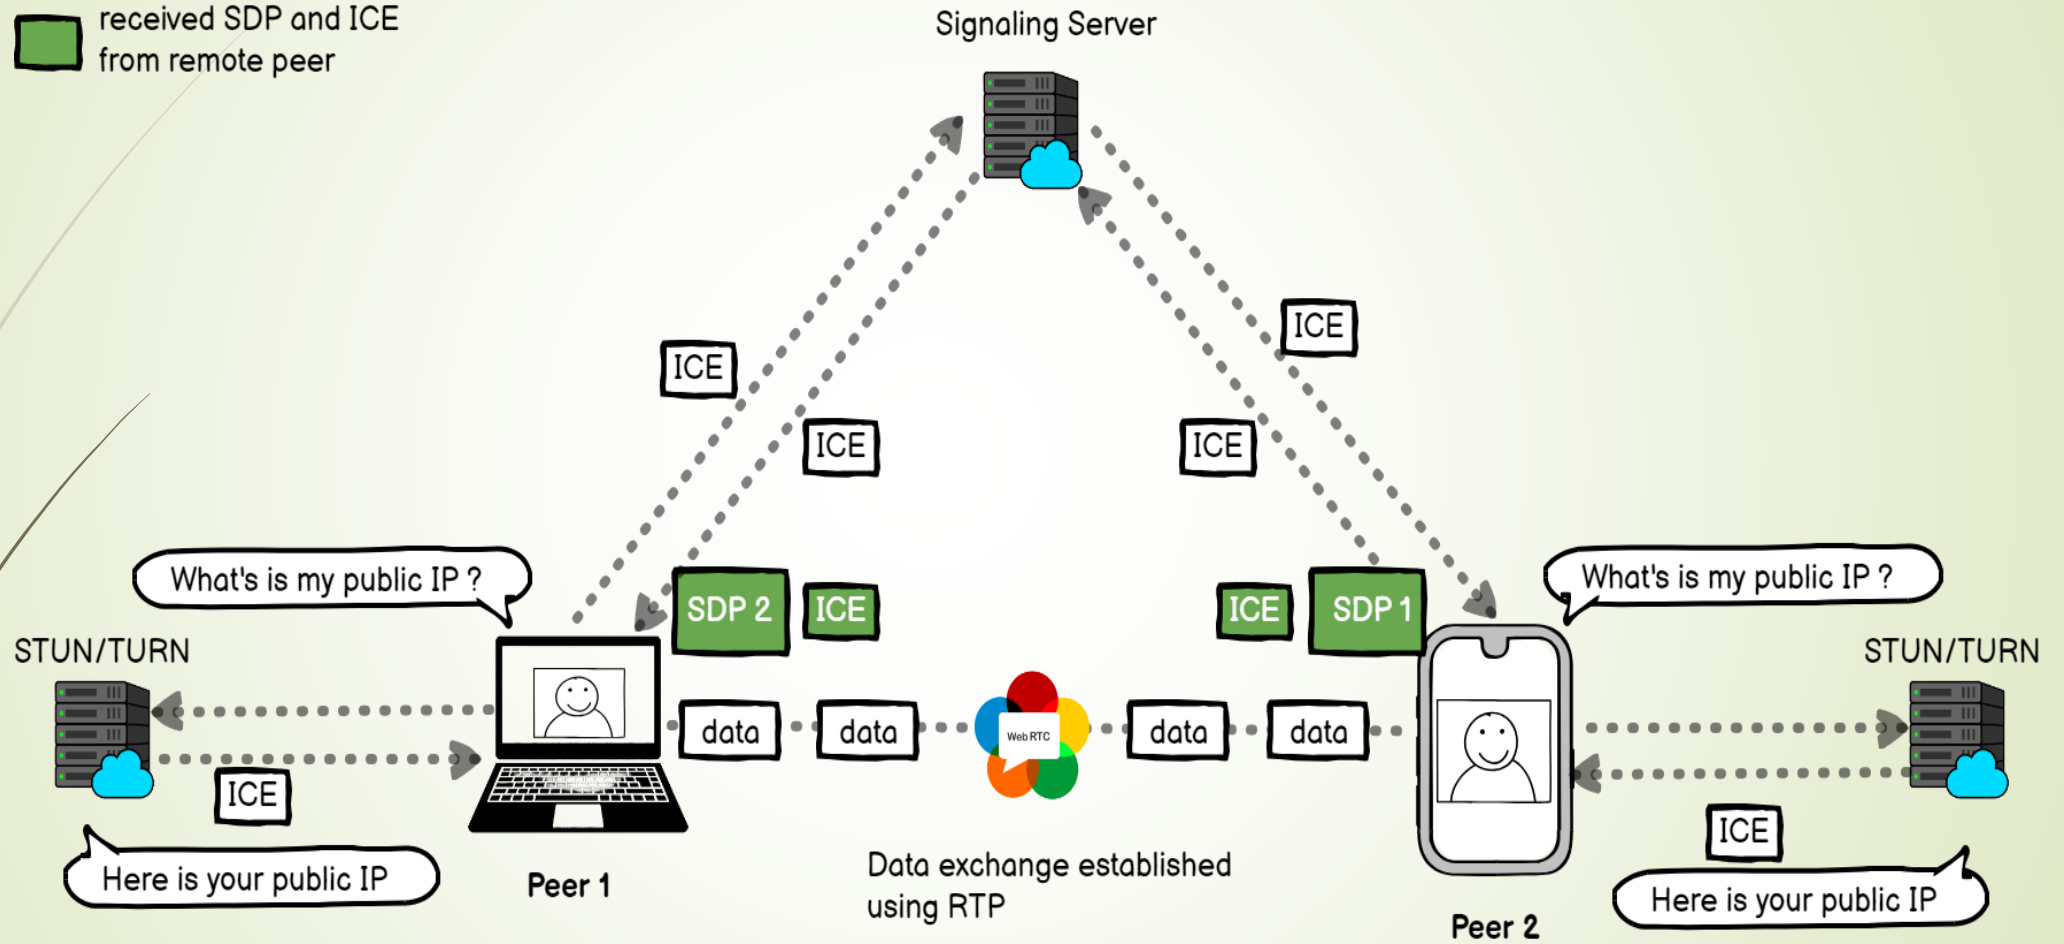 received SDP and ICE
from remote peer
Signaling Server
ICE
ICE
ICE
ICE
What's is my public IP ?
What's is my public IP ?
SDP 2
ICE
ICE
SDP 1
STUN/TURN
STUN/TURN
data
data
Web RTC
data
data
ICE
ICE
Here is your public IP
Peer 1
Data exchange established
using RTP
Here is your public IP
Peer 2